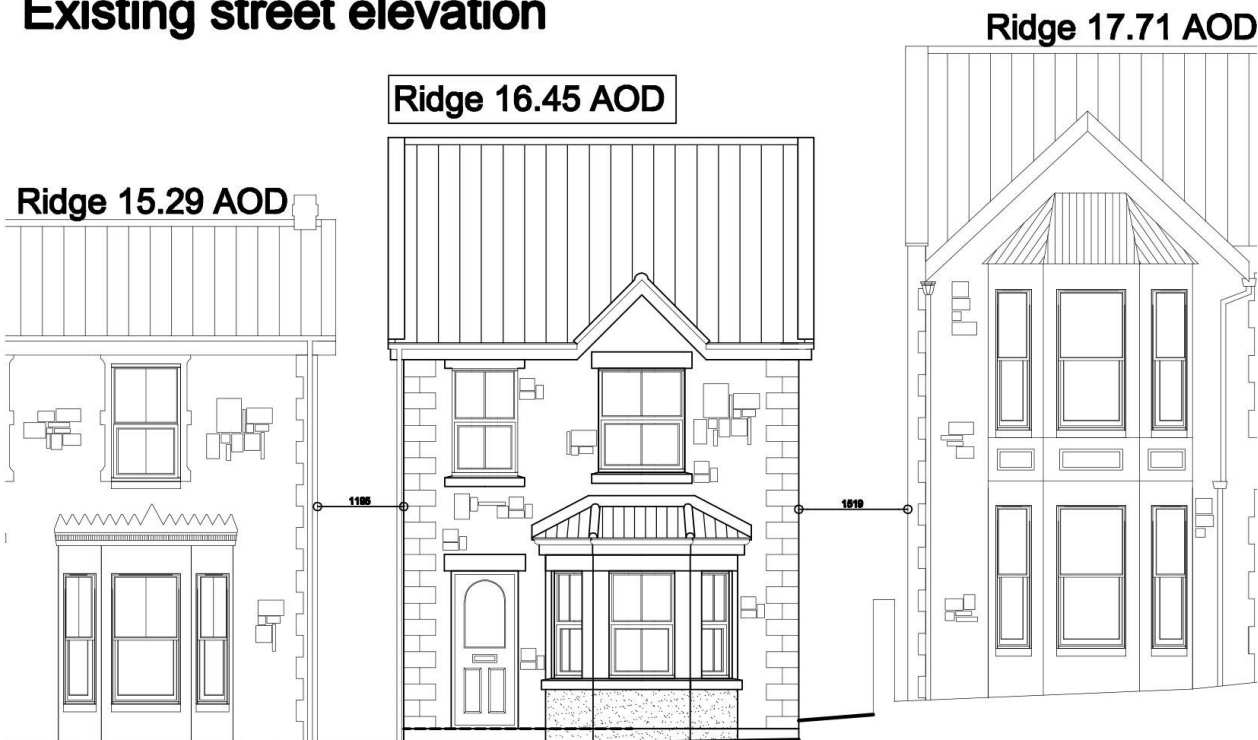 Existing street elevation
Ridge 17.71 AOD
Ridge 16.45 AOD
Ridge 15.29 AOD
1195
1519